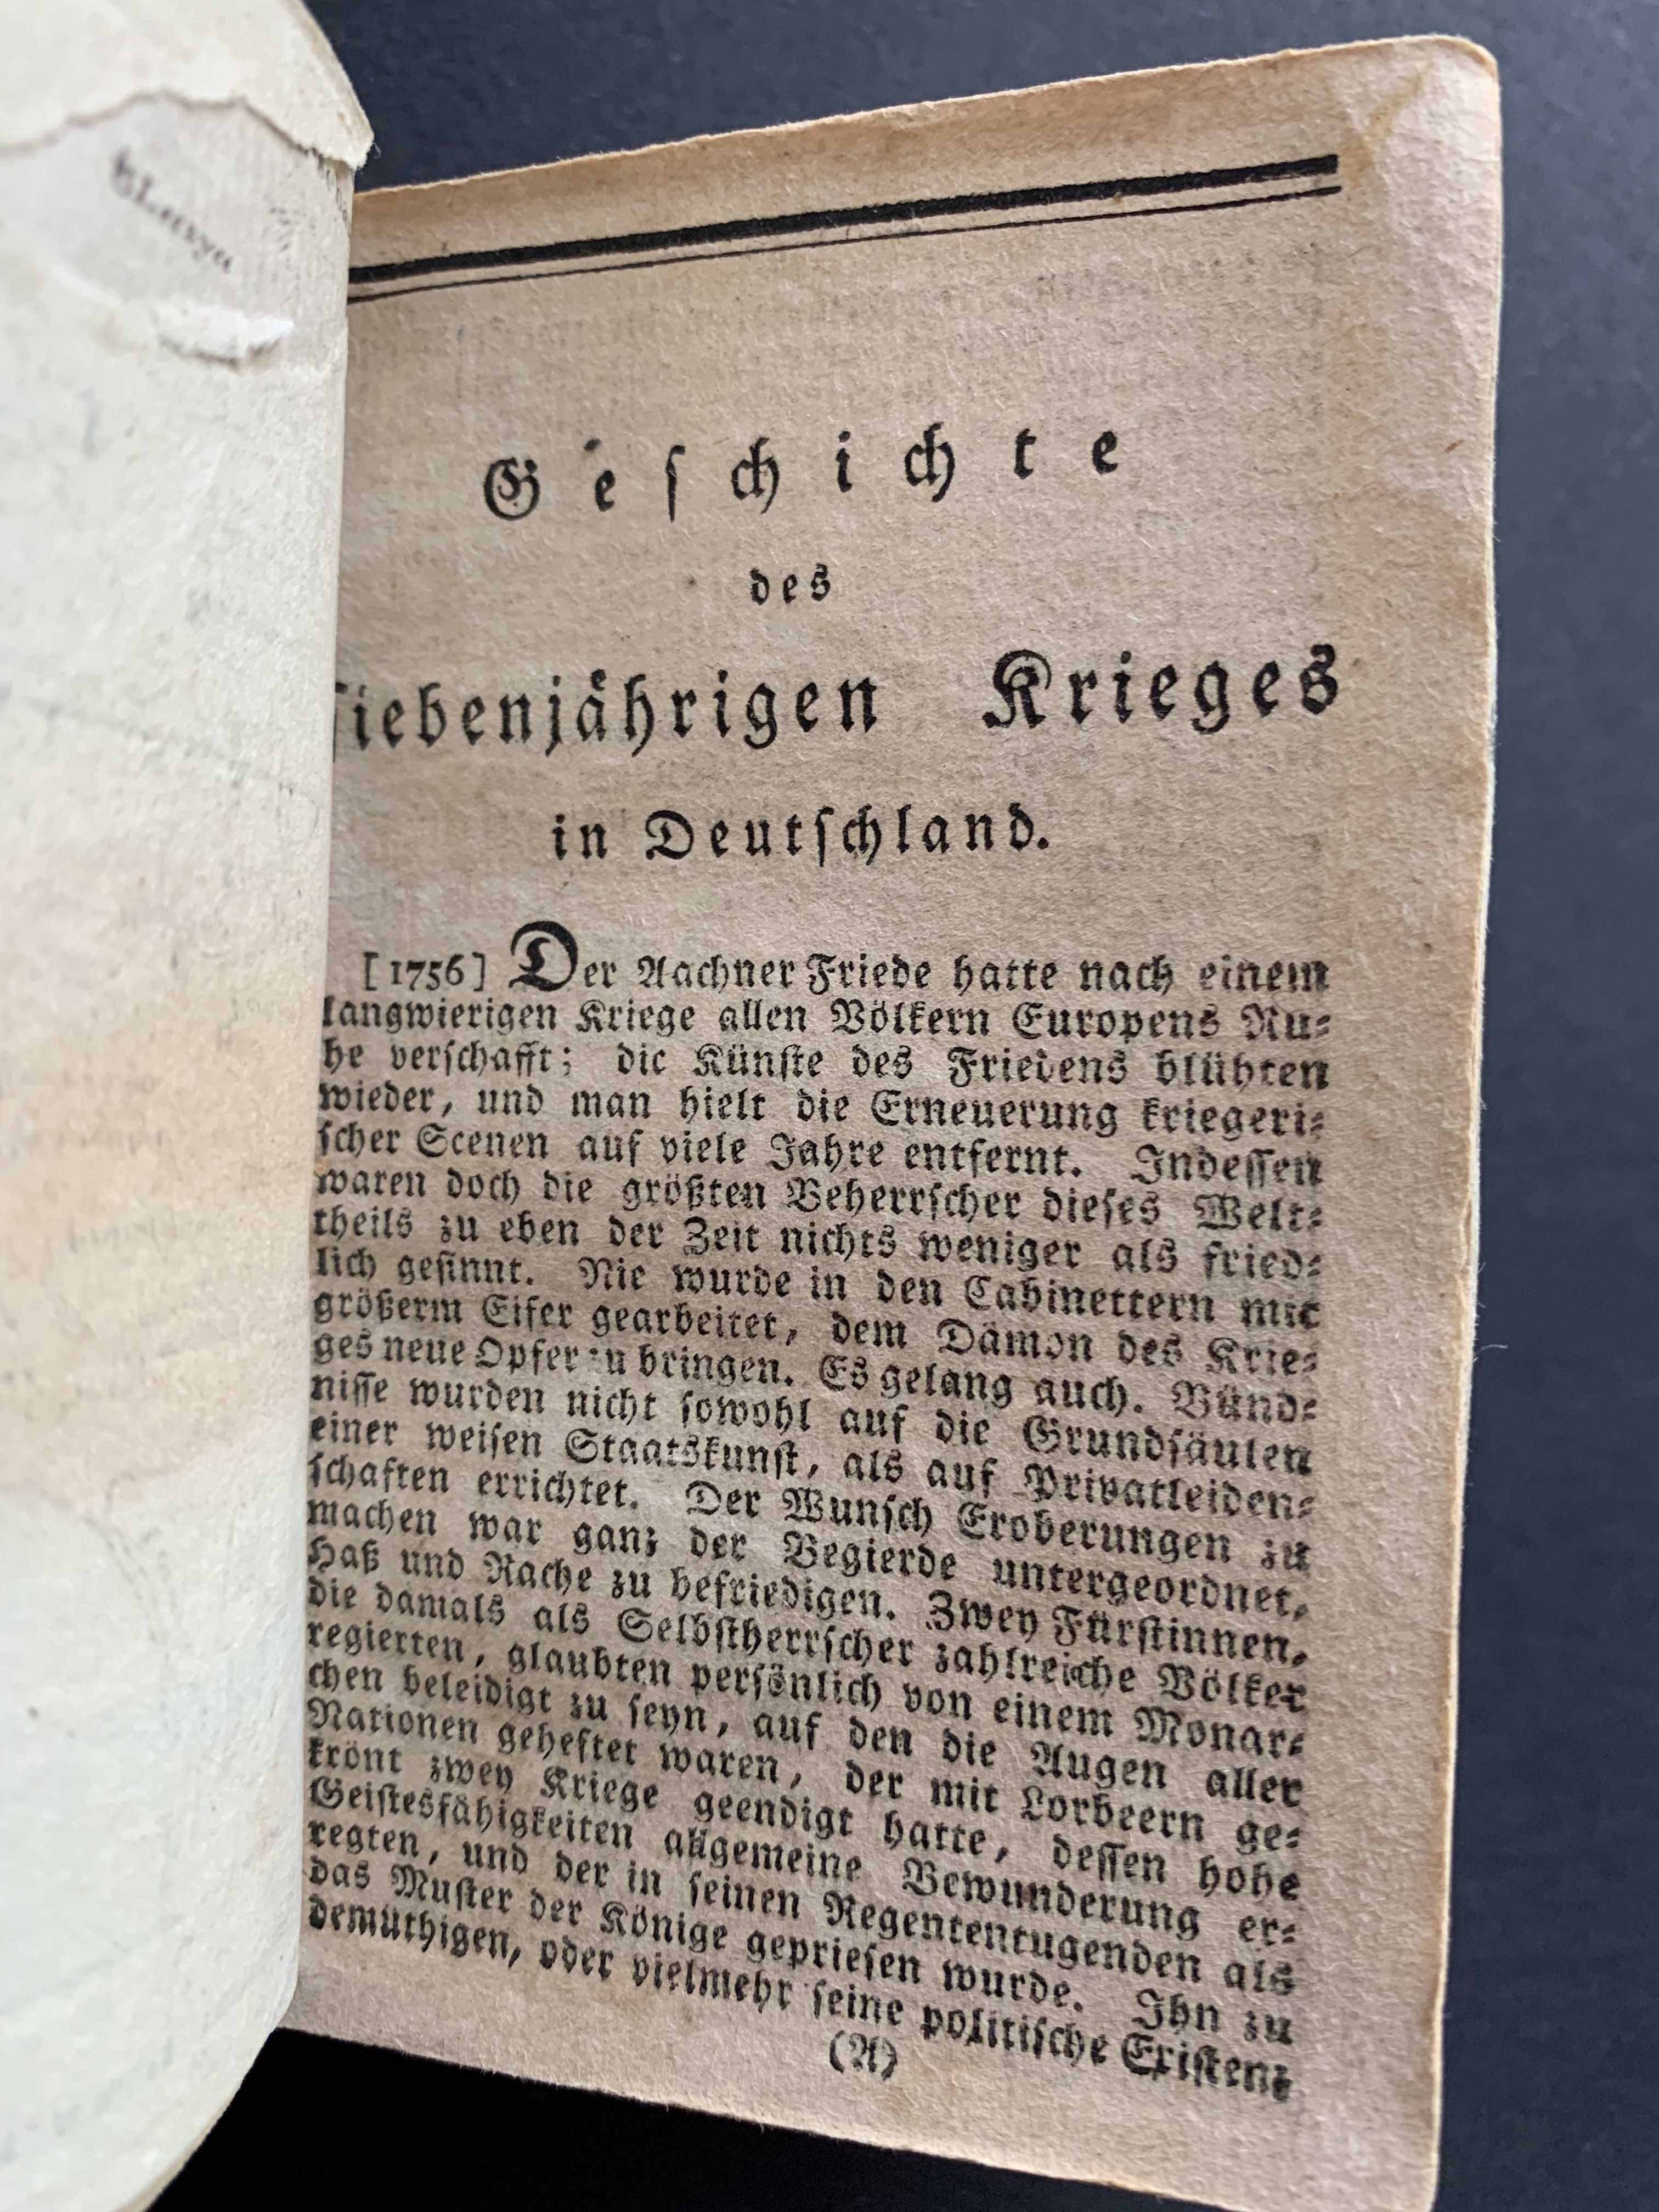 Geſchichte
des
ſiebenjährigen Krieges
in Deutſchland.
[1756] Der Aachner Friede hatte nach einem
langwierigen Kriege allen Völkern Europens Ru⸗
he verſchafft; die Künſte des Friedens blühten
wieder, und man hielt die Erneuerung kriegeri⸗
ſcher Scenen auf viele Jahre entfernt. Indeſſen
waren doch die größten Beherrſcher dieſes Welt⸗
theils zu eben der Zeit nichts weniger als fried⸗
lich geſinnt. Nie wurde in den Cabinettern mit
größerm Eifer gearbeitet, dem Dämon des Krie⸗
ges neue Opfer zu bringen. Es gelang auch. Bünd⸗
niſſe wurden nicht ſowohl auf die Grundſäulen
einer weiſen Staatskunſt, als auf Privatleiden⸗
ſchaften errichtet. Der Wunſch Eroberungen zu
machen war ganz der Begierde untergeordnet,
Haß und Rache zu befriedigen. Zwey Fürſtinnen,
die damals als Selbſtherrſcher zahlreiche Völker
regierten, glaubten perſönlich von einem Monar⸗
chen beleidigt zu ſeyn, auf den die Augen aller
Nationen geheftet waren, der mit Lorbeern ge⸗
krönt zwey Kriege geendigt hatte, deſſen hohe
Geiſtesfähigkeiten allgemeine Bewunderung er⸗
regten, und der in ſeinen Regententugenden als
das Muſter der Könige geprieſen wurde. Ihn zu
demüthigen, oder vielmehr ſeine politiſche Exiſtenz
(A)